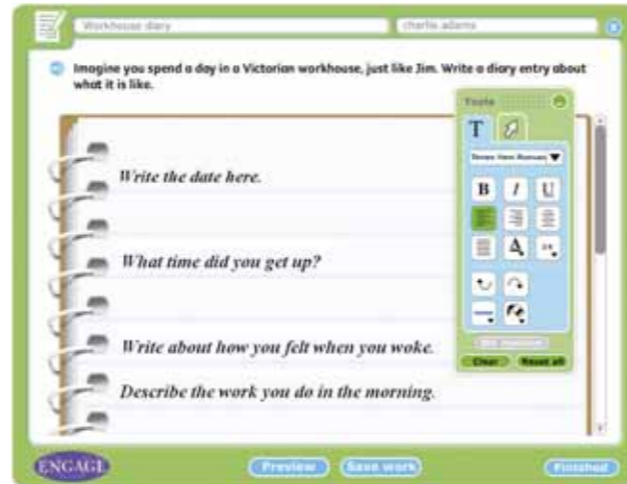 Workhouse diary
charlie adams
Imagine you spend a day in a Victorian workhouse, just like Jim. Write a diary entry about
what it is like.
Tools
T
Times New Roman
B I U
A
Write the date here.
What time did you get up?
Write about how you felt when you woke.
Describe the work you do in the morning.
Clear
Reset all
ENGAGE
Preview
Save work
Finished